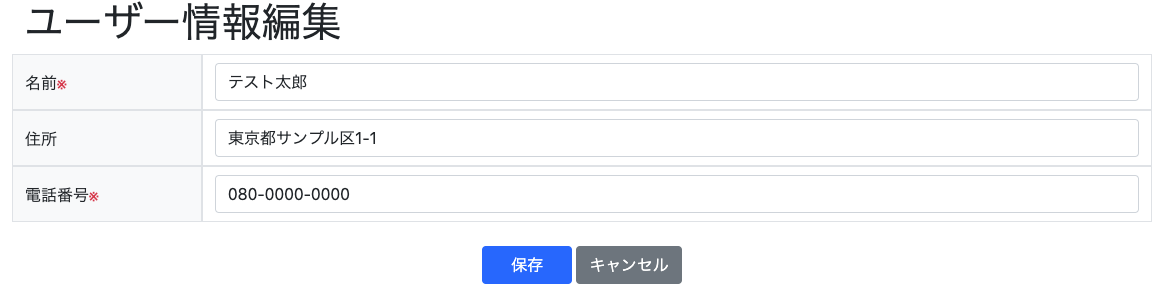 ユーザー情報編集
名前※ テスト太郎
住所 東京都サンプル区1-1
電話番号※ 080-0000-0000
保存 キャンセル